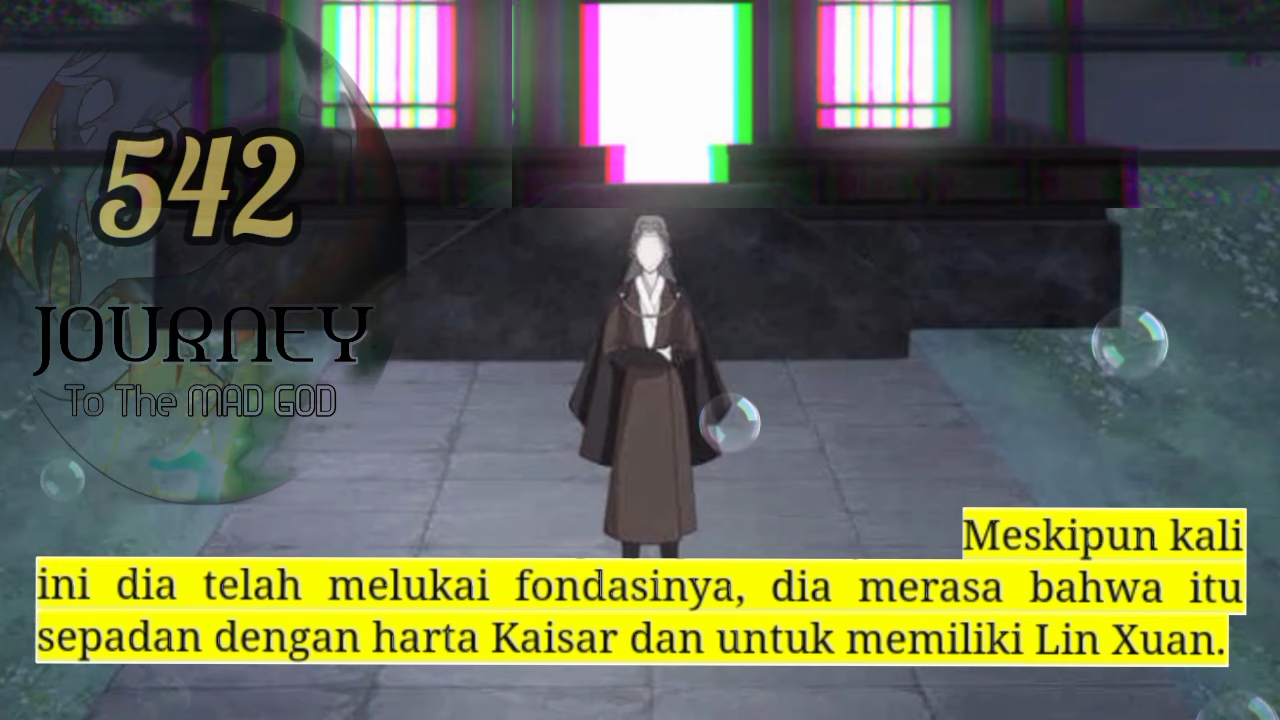 542
JOURNEY
To The MAD GOD
Meskipun kali
ini dia telah melukai fondasinya, dia merasa bahwa itu
sepadan dengan harta Kaisar dan untuk memiliki Lin Xuan.